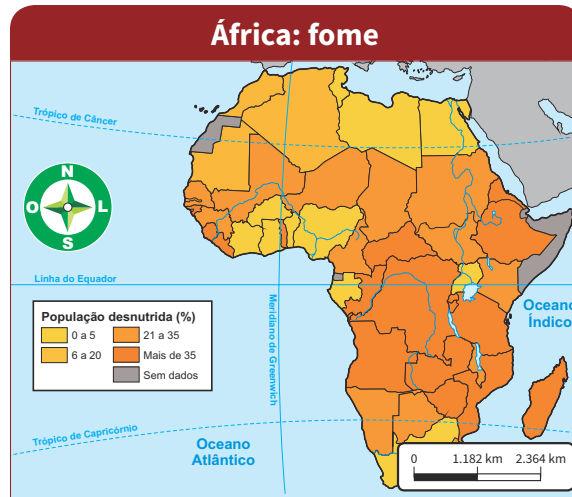 África: fome
Trópico de Câncer
N
O
L
S
Linha do Equador
Meridiano de Greenwich
População desnutrida (%)
0 a 5
6 a 20
21 a 35
Mais de 35
Sem dados
Oceano
Índico
Trópico de Capricórnio
Oceano
Atlântico
0 1.182 km 2.364 km